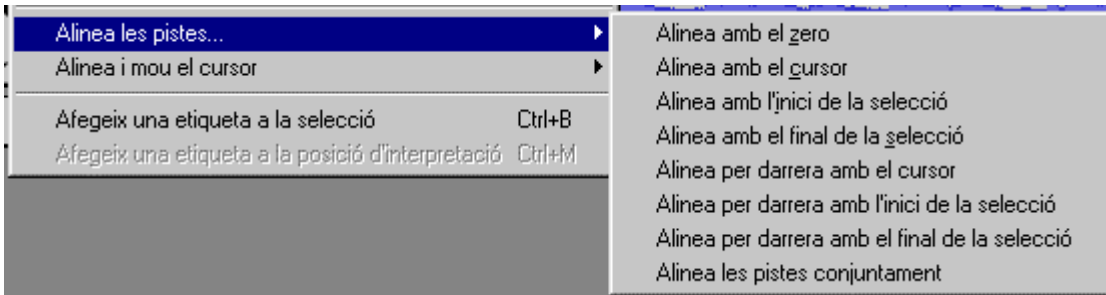 Alinea les pistes...
Alinea i mou el cursor
Afegeix una etiqueta a la selecció Ctrl+B
Afegeix una etiqueta a la posició d'interpretació Ctrl+M
Alinea amb el zero
Alinea amb el cursor
Alinea amb l'inici de la selecció
Alinea amb el final de la selecció
Alinea per darrera amb el cursor
Alinea per darrera amb l'inici de la selecció
Alinea per darrera amb el final de la selecció
Alinea les pistes conjuntament